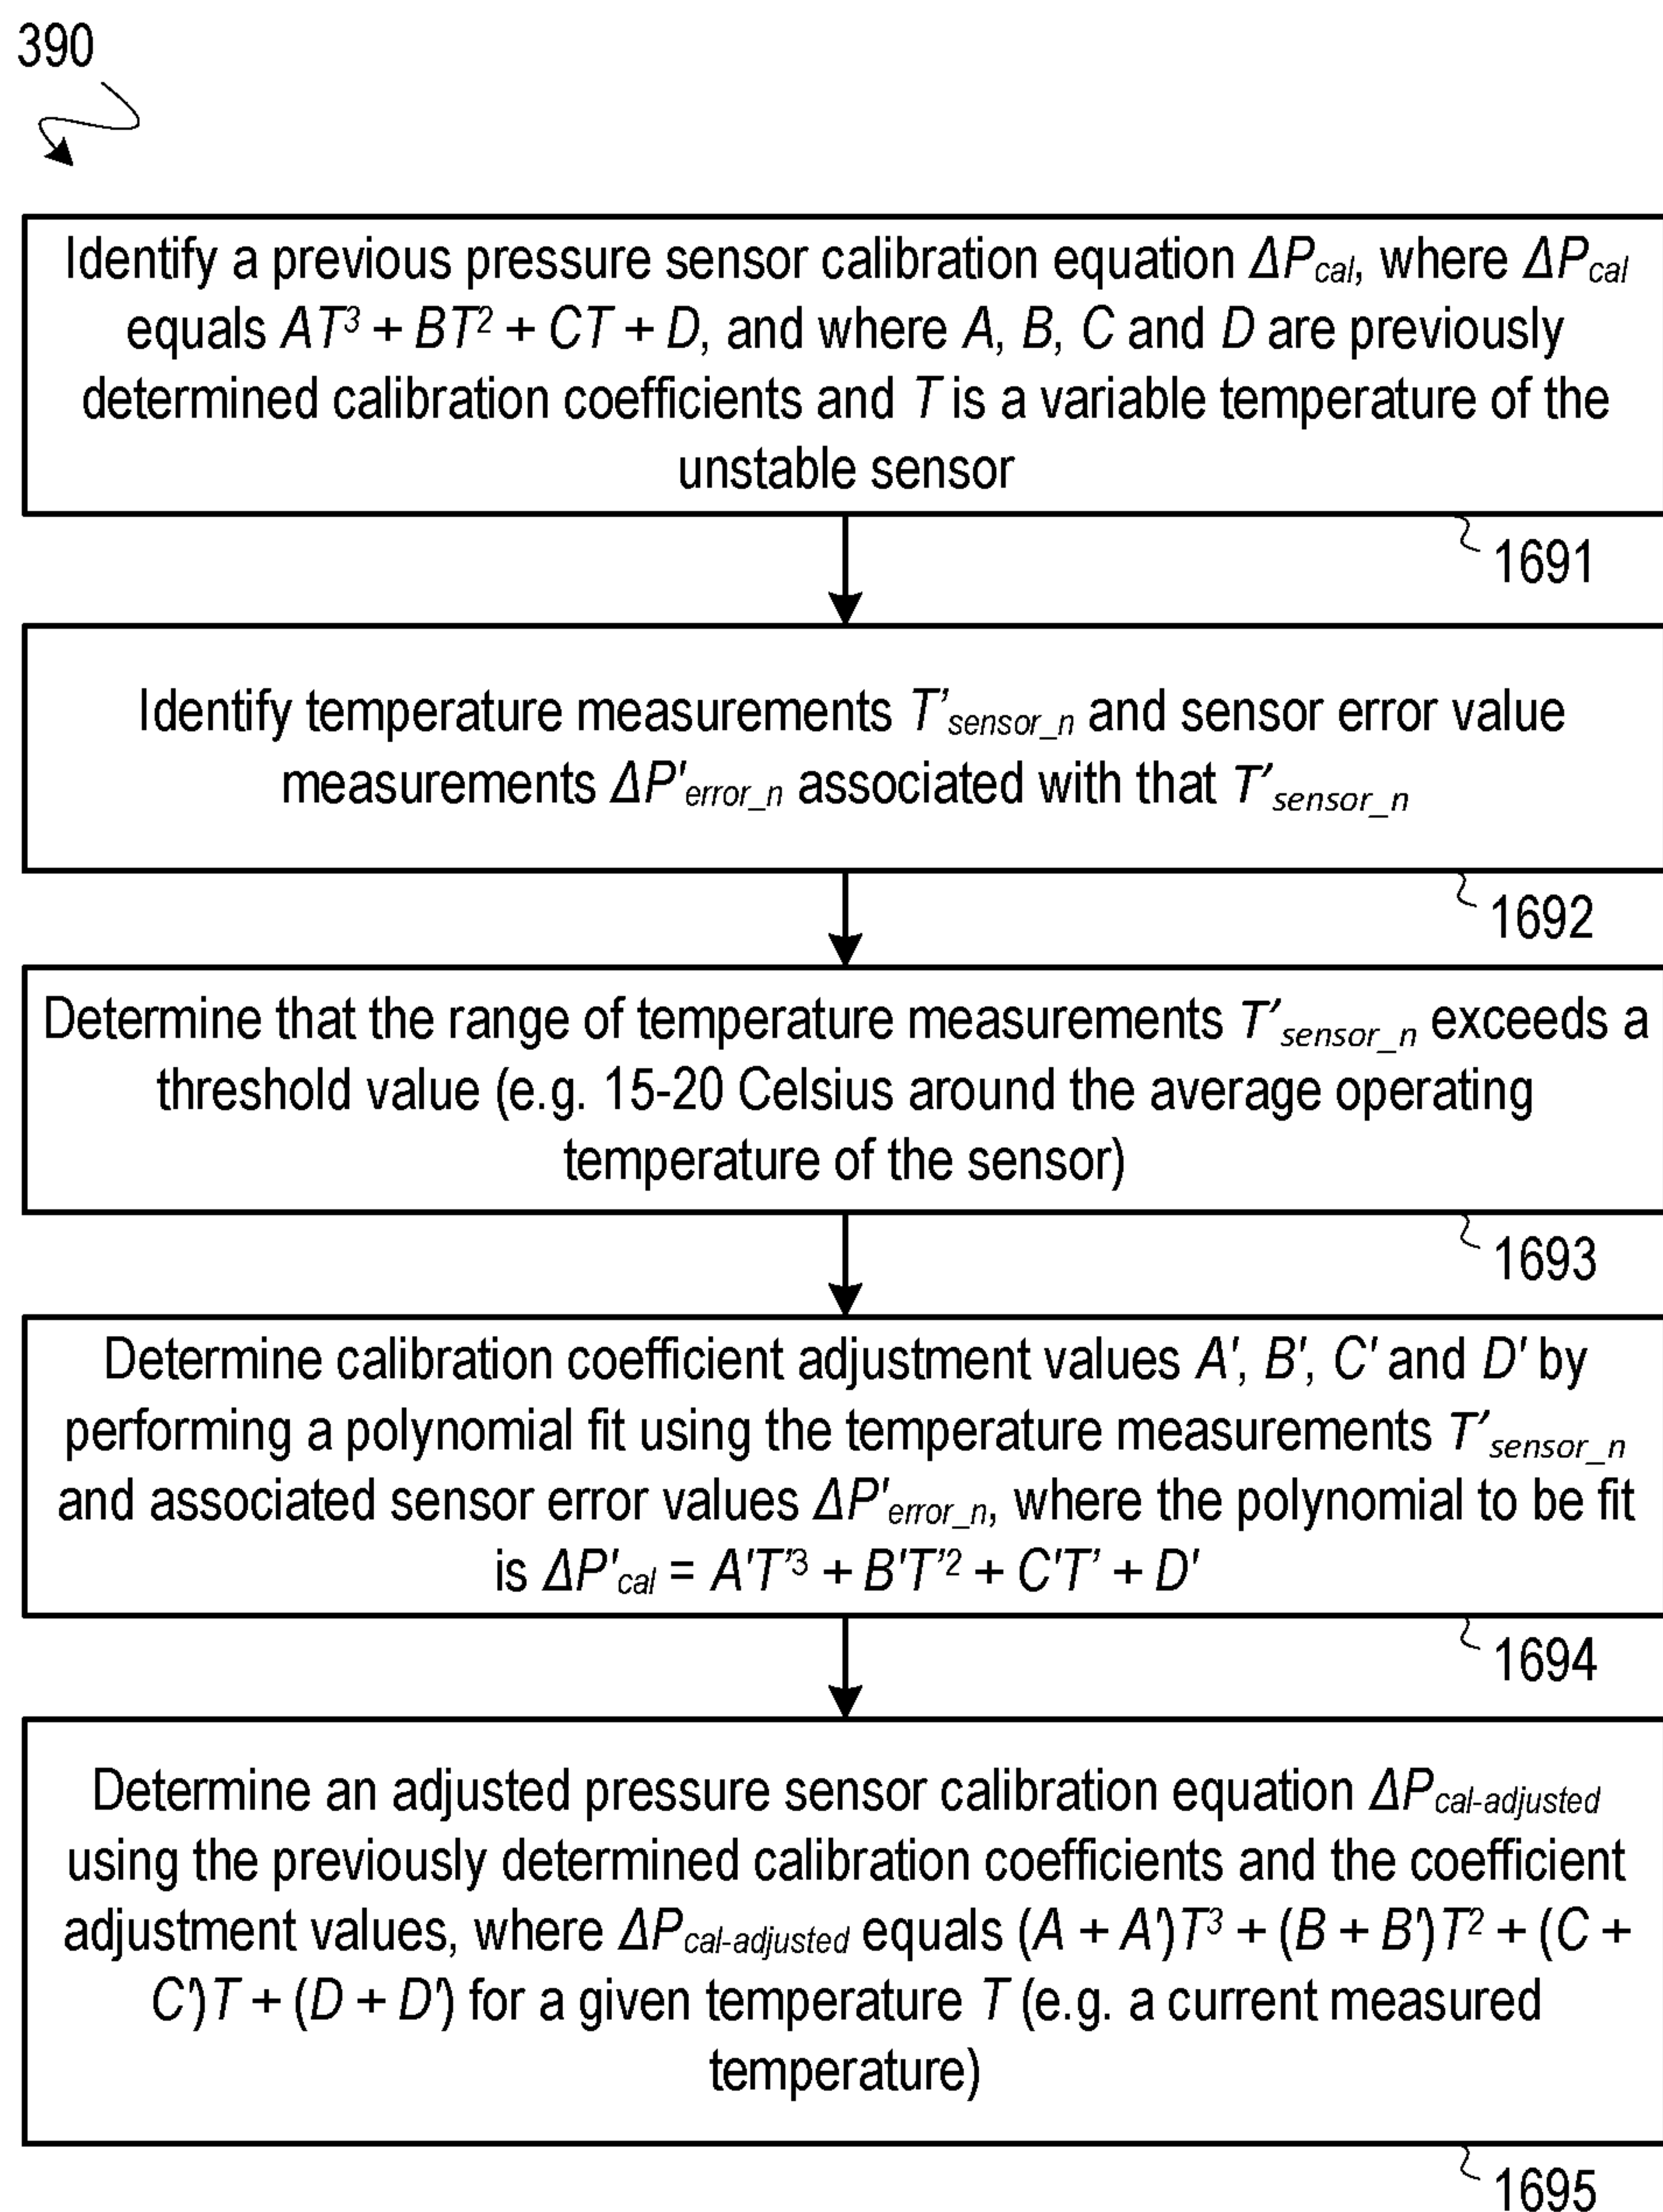 390
Identify a previous pressure sensor calibration equation ΔP_cal, where ΔP_cal
equals AT³ + BT² + CT + D, and where A, B, C and D are previously
determined calibration coefficients and T is a variable temperature of the
unstable sensor
1691
Identify temperature measurements T’sensor_n and sensor error value
measurements ΔP'error_n associated with that T’sensor_n
1692
Determine that the range of temperature measurements T’sensor_n exceeds a
threshold value (e.g. 15-20 Celsius around the average operating
temperature of the sensor)
1693
Determine calibration coefficient adjustment values A', B', C' and D' by
performing a polynomial fit using the temperature measurements T’sensor_n
and associated sensor error values ΔP'error_n, where the polynomial to be fit
is ΔP'cal = A'T’³ + B'T’² + C'T’ + D'
1694
Determine an adjusted pressure sensor calibration equation ΔPcal-adjusted
using the previously determined calibration coefficients and the coefficient
adjustment values, where ΔPcal-adjusted equals (A + A')T³ + (B + B')T² + (C +
C')T + (D + D') for a given temperature T (e.g. a current measured
temperature)
1695